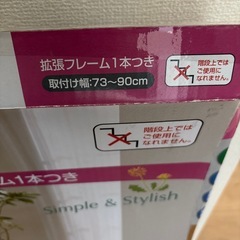 拡張フレーム1本つき
取付け幅:73~90cm
階段上では
ご使用に
なれません。
階段上では
ご使用に
なれません。
ム1本つき
Simple & Stylish